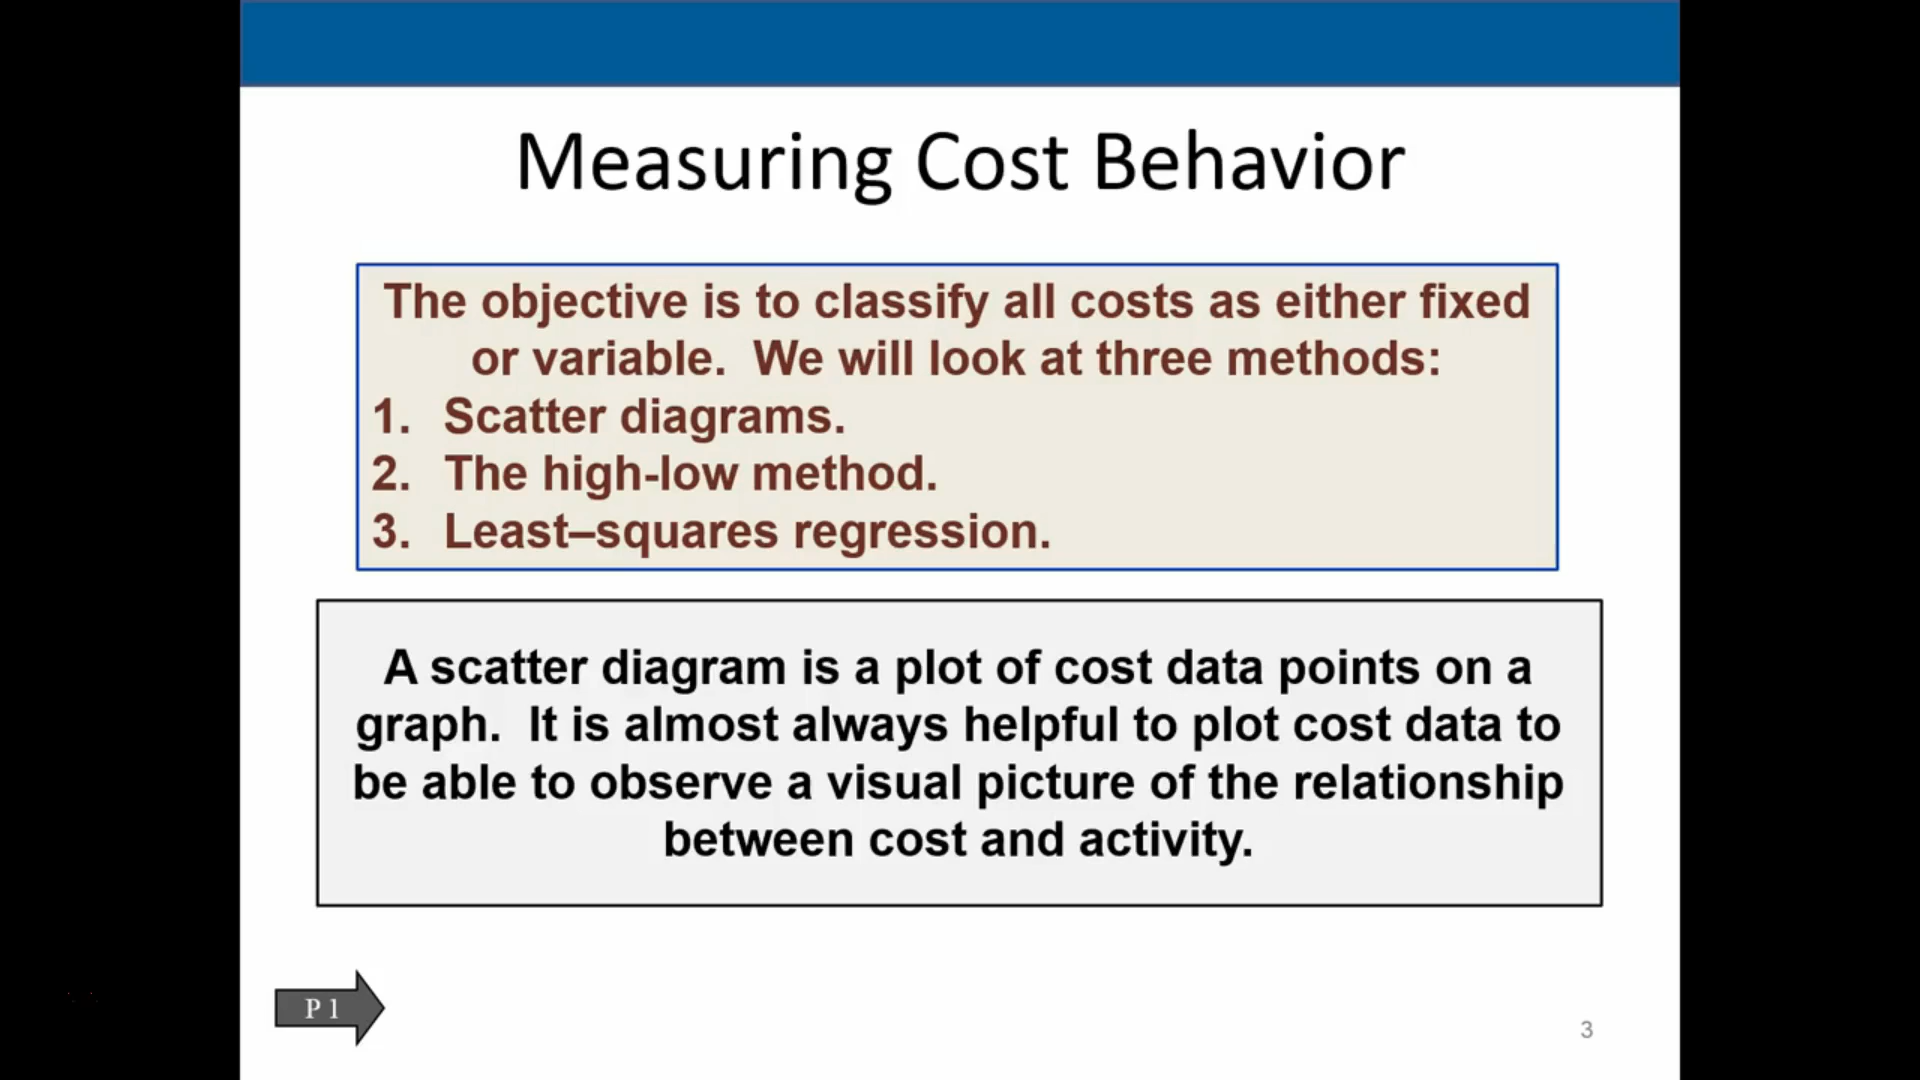 Measuring Cost Behavior
The objective is to classify all costs as either fixed
or variable.  We will look at three methods:
1. Scatter diagrams.
2. The high-low method.
3. Least–squares regression.
A scatter diagram is a plot of cost data points on a
graph.  It is almost always helpful to plot cost data to
be able to observe a visual picture of the relationship
between cost and activity.
P 1
3